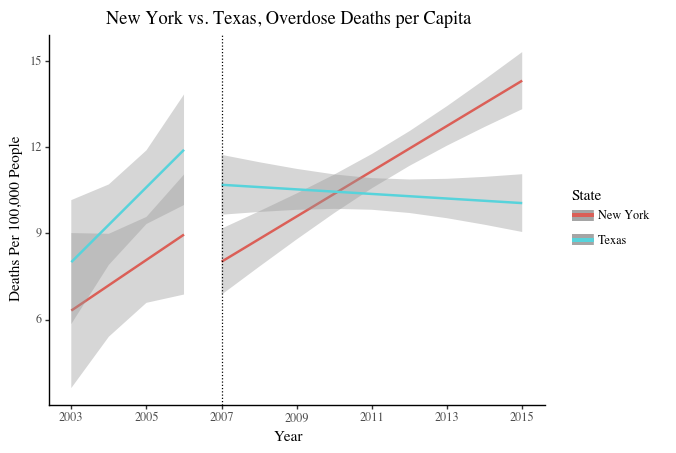 New York vs. Texas, Overdose Deaths per Capita
Deaths Per 100,000 People
15
12
9
6
2003
2005
2007
2009
2011
2013
2015
Year
State
New York
Texas